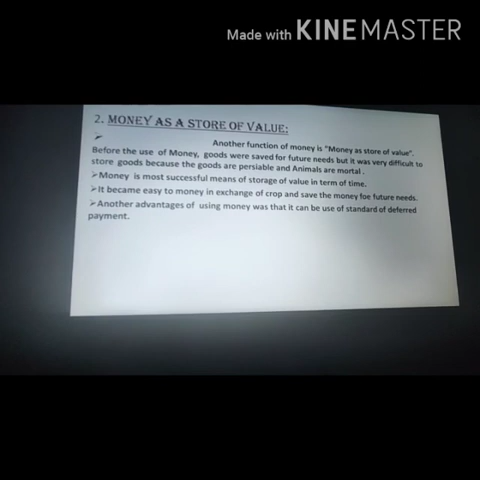 Made with KINEMASTER
2. MONEY AS A STORE OF VALUE:
➢
Another function of money is "Money as store of value".
Before the use of Money, goods were saved for future needs but it was very difficult to
store goods because the goods are persiable and Animals are mortal .
➢Money is most successful means of storage of value in term of time.
➢It became easy to money in exchange of crop and save the money foe future needs.
➢Another advantages of using money was that it can be use of standard of deferred
payment.